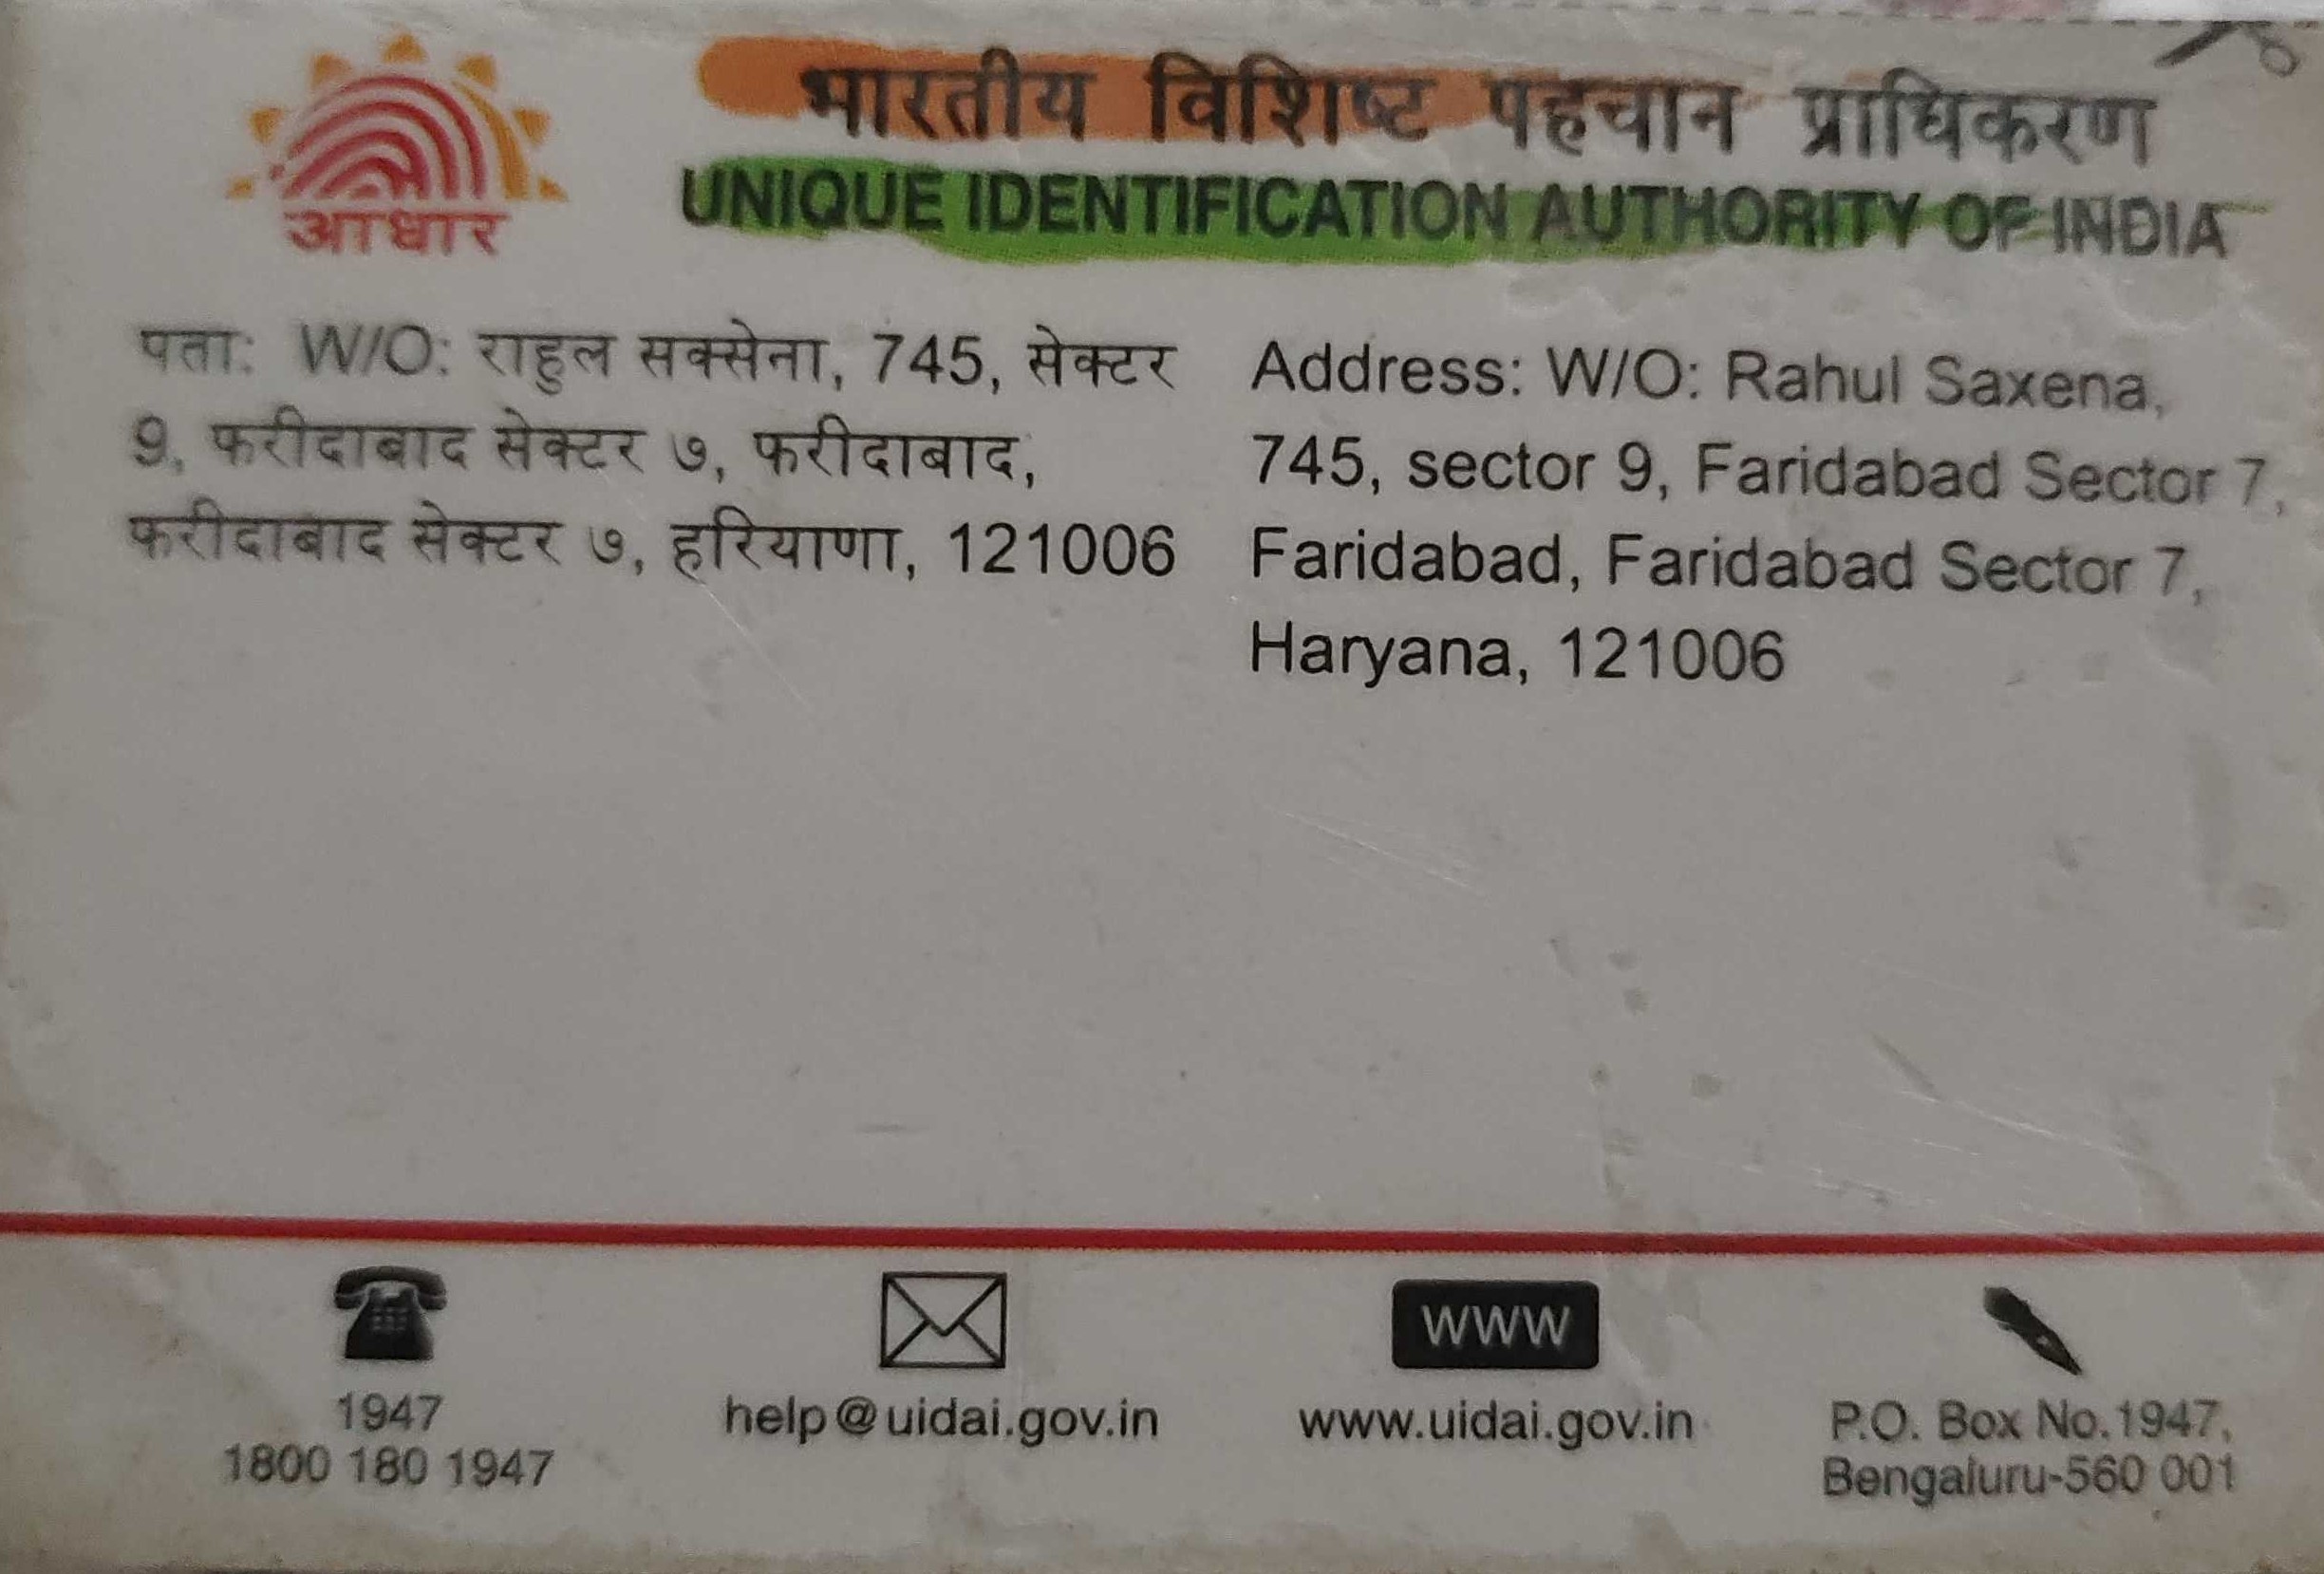 आधार
भारतीय विशिष्ट पहचान प्राधिकरण
UNIQUE IDENTIFICATION AUTHORITY OF INDIA
पता: W/O: राहुल सक्सेना, 745, सेक्टर
9, फरीदाबाद सेक्टर ७, फरीदाबाद,
फरीदाबाद सेक्टर ७, हरियाणा, 121006
Address: W/O: Rahul Saxena,
745, sector 9, Faridabad Sector 7,
Faridabad, Faridabad Sector 7,
Haryana, 121006
1947
1800 180 1947
help@uidai.gov.in
WWW
www.uidai.gov.in
P.O. Box No.1947,
Bengaluru-560 001